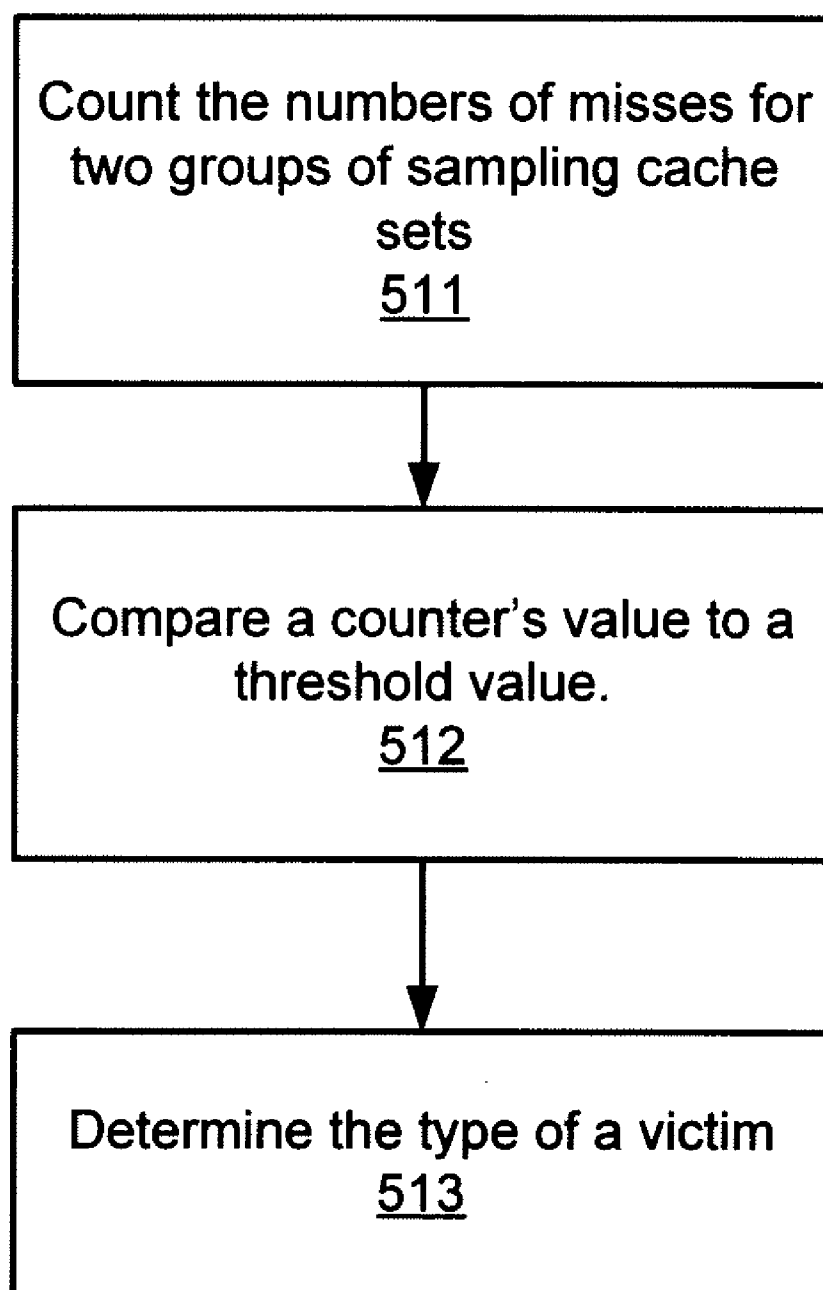 Count the numbers of misses for
two groups of sampling cache
sets
511
Compare a counter's value to a
threshold value.
512
Determine the type of a victim
513